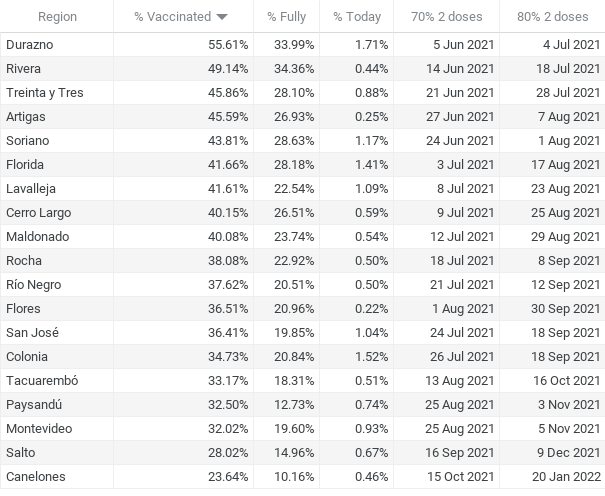 Region % Vaccinated % Fully % Today 70% 2 doses 80% 2 doses
Durazno 55.61% 33.99% 1.71% 5 Jun 2021 4 Jul 2021
Rivera 49.14% 34.36% 0.44% 14 Jun 2021 18 Jul 2021
Treinta y Tres 45.86% 28.10% 0.88% 21 Jun 2021 28 Jul 2021
Artigas 45.59% 26.93% 0.25% 27 Jun 2021 7 Aug 2021
Soriano 43.81% 28.63% 1.17% 24 Jun 2021 1 Aug 2021
Florida 41.66% 28.18% 1.41% 3 Jul 2021 17 Aug 2021
Lavalleja 41.61% 22.54% 1.09% 8 Jul 2021 23 Aug 2021
Cerro Largo 40.15% 26.51% 0.59% 9 Jul 2021 25 Aug 2021
Maldonado 40.08% 23.74% 0.54% 12 Jul 2021 29 Aug 2021
Rocha 38.08% 22.92% 0.50% 18 Jul 2021 8 Sep 2021
Río Negro 37.62% 20.51% 0.50% 21 Jul 2021 12 Sep 2021
Flores 36.51% 20.96% 0.22% 1 Aug 2021 30 Sep 2021
San José 36.41% 19.85% 1.04% 24 Jul 2021 18 Sep 2021
Colonia 34.73% 20.84% 1.52% 26 Jul 2021 18 Sep 2021
Tacuarembó 33.17% 18.31% 0.51% 13 Aug 2021 16 Oct 2021
Paysandú 32.50% 12.73% 0.74% 25 Aug 2021 3 Nov 2021
Montevideo 32.02% 19.60% 0.93% 25 Aug 2021 5 Nov 2021
Salto 28.02% 14.96% 0.67% 16 Sep 2021 9 Dec 2021
Canelones 23.64% 10.16% 0.46% 15 Oct 2021 20 Jan 2022